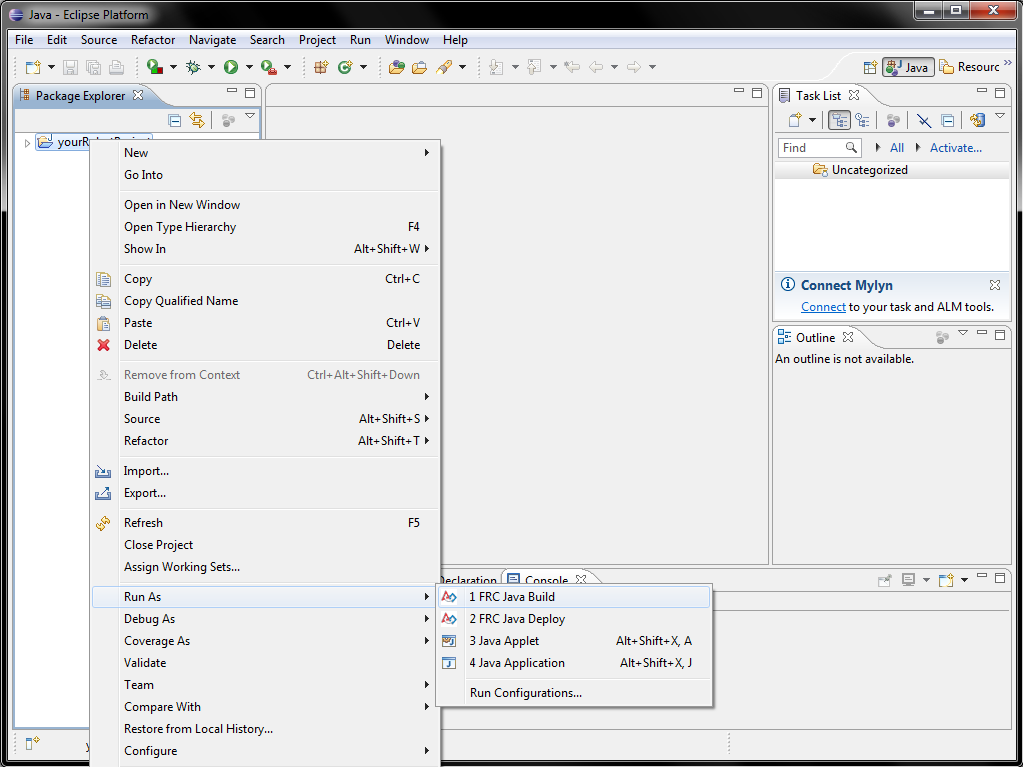 Java - Eclipse Platform
File Edit Source Refactor Navigate Search Project Run Window Help
Java
Resourc
Package Explorer
Task List
Find
All
Activate...
Uncategorized
Connect Mylyn
Connect to your task and ALM tools.
Outline
An outline is not available.
New
Go Into
Open in New Window
Open Type Hierarchy F4
Show In Alt+Shift+W
Copy Ctrl+C
Copy Qualified Name
Paste Ctrl+V
Delete Delete
Remove from Context Ctrl+Alt+Shift+Down
Build Path
Source Alt+Shift+S
Refactor Alt+Shift+T
Import...
Export...
Refresh F5
Close Project
Assign Working Sets...
Run As
Debug As
Coverage As
Validate
Team
Compare With
Restore from Local History...
Configure
Declaration
Console
1 FRC Java Build
2 FRC Java Deploy
3 Java Applet Alt+Shift+X, A
4 Java Application Alt+Shift+X, J
Run Configurations...